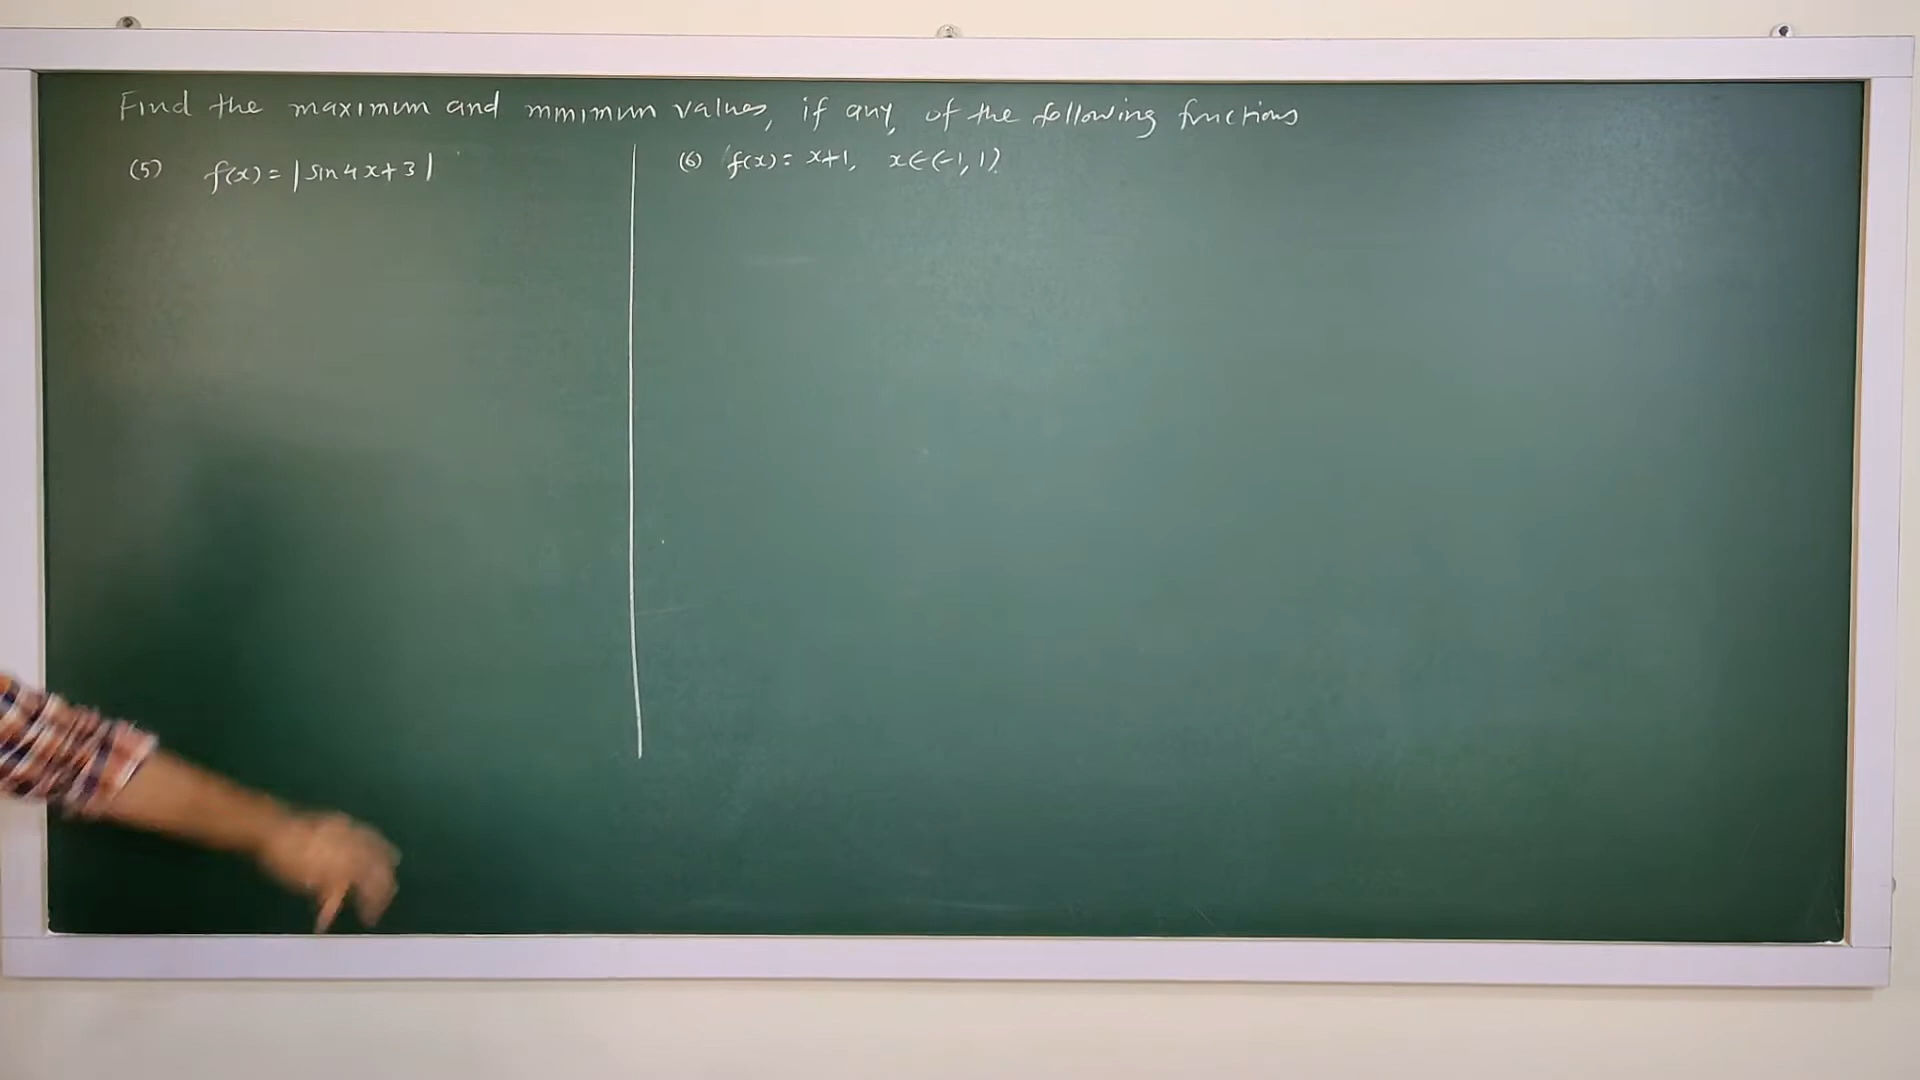 Find the maximum and minimum values, if any, of the following functions
(5) f(x) = |sin 4x + 3|
(6) f(x) = x+1, x ∈ (-1, 1)